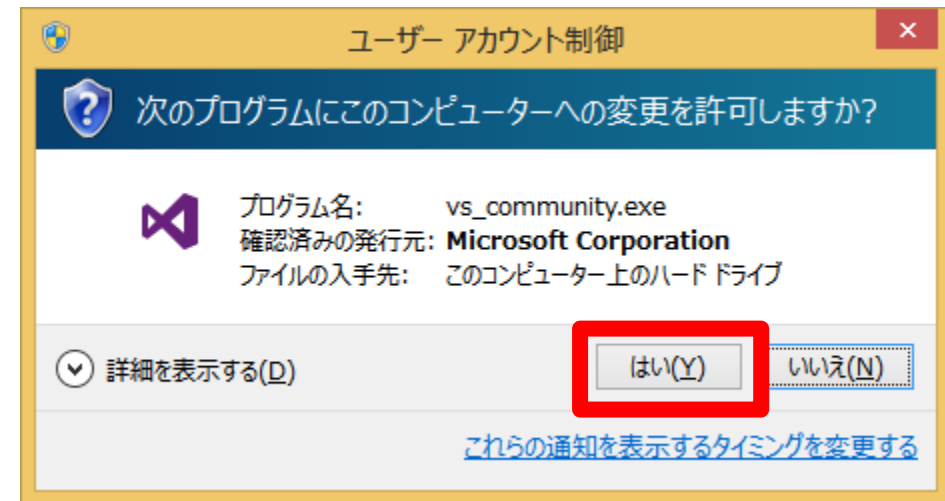 ユーザー アカウント制御
次のプログラムにこのコンピューターへの変更を許可しますか?
プログラム名: vs_community.exe
確認済みの発行元: Microsoft Corporation
ファイルの入手先: このコンピューター上のハード ドライブ
詳細を表示する(D) はい(Y) いいえ(N)
これらの通知を表示するタイミングを変更する